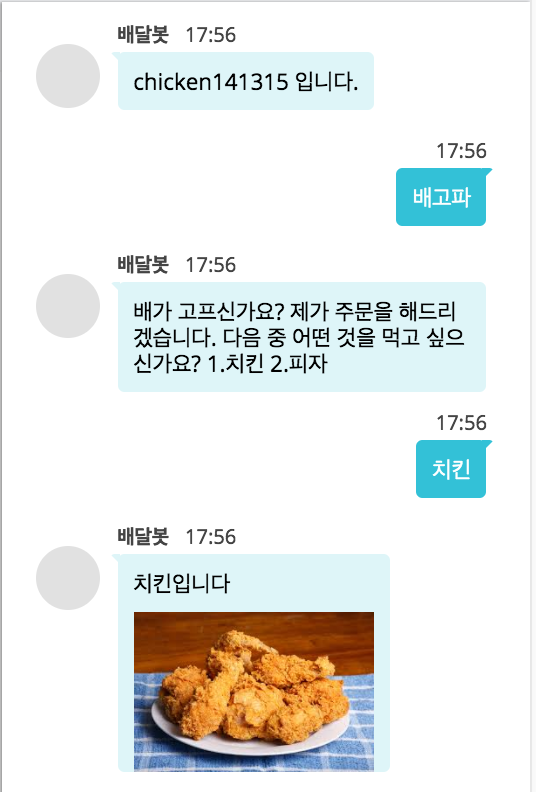 배달봇 17:56
chicken141315 입니다.
17:56
배고파
배달봇 17:56
배가 고프신가요? 제가 주문을 해드리
겠습니다. 다음 중 어떤 것을 먹고 싶으
신가요? 1.치킨 2.피자
17:56
치킨
배달봇 17:56
치킨입니다